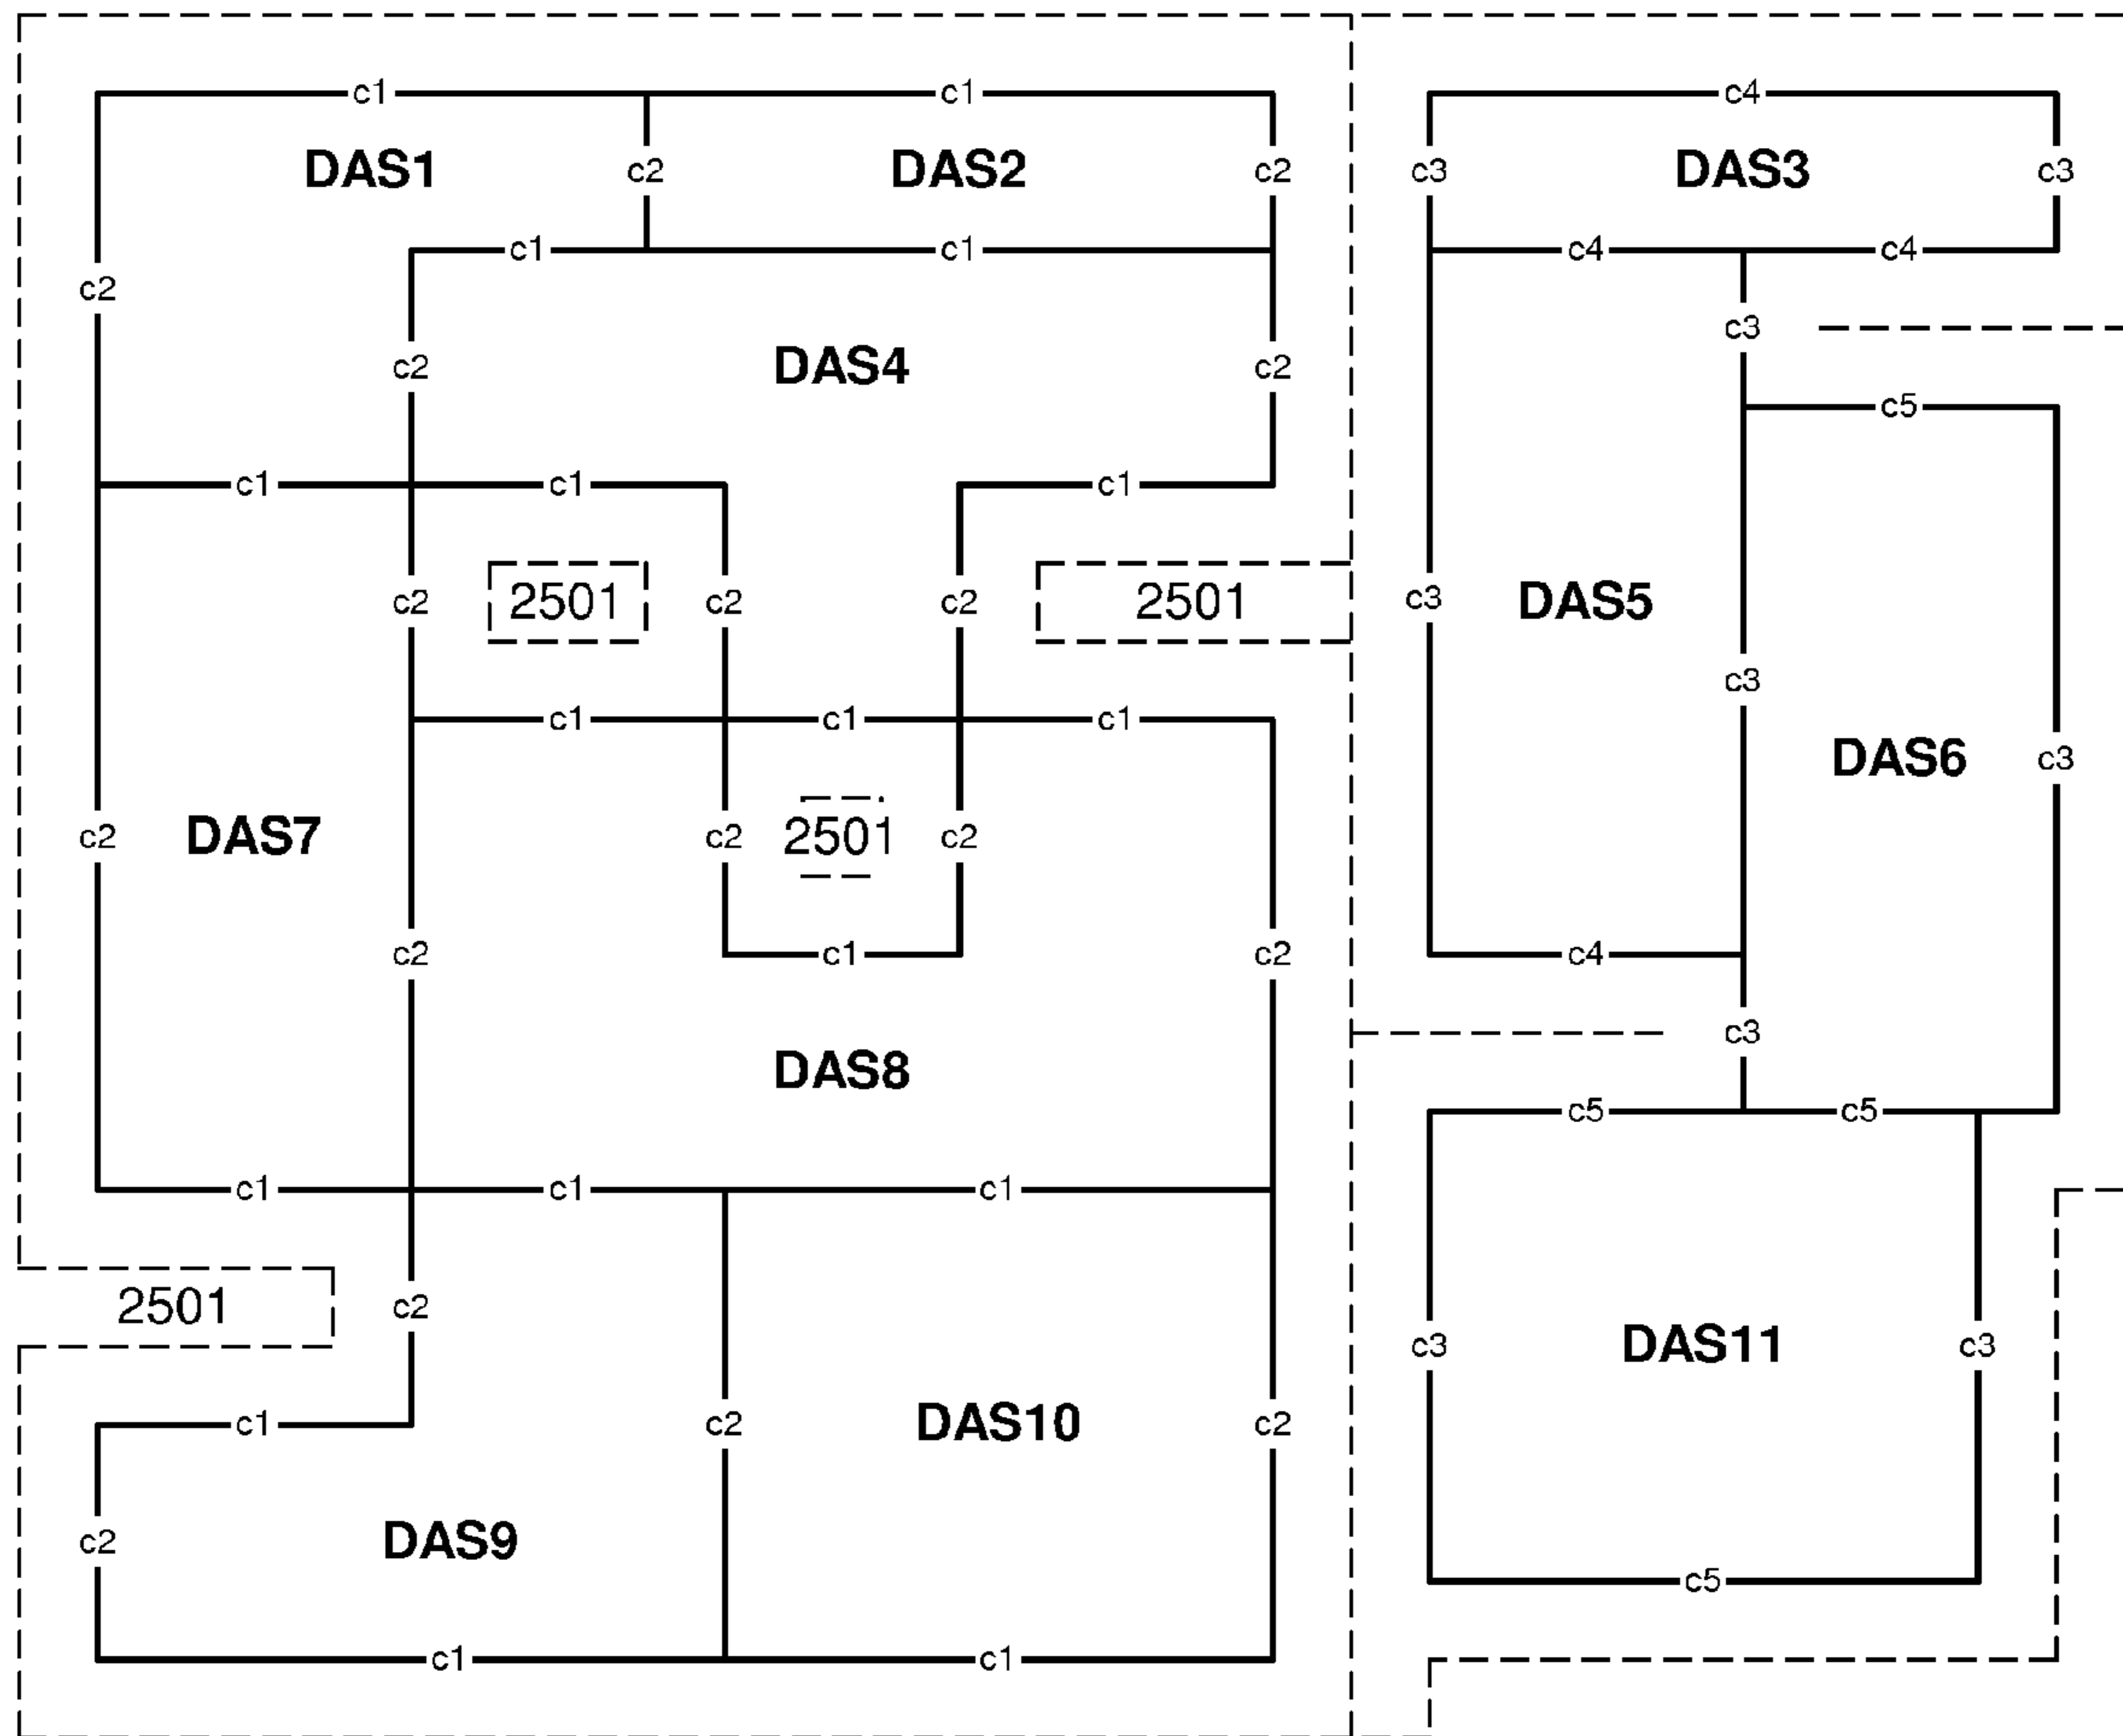 c1 c1 c4
DAS1 c2 DAS2 c2 c3 DAS3 c3
c1 c1 c4 c4
c2
c3
c2 DAS4 c2
c5
c1 c1 c1
c2 2501 c2 c2 2501 c3 DAS5
c3
c1 c1 c1
DAS6 c3
c2 DAS7 c2 2501 c2
c2 c1 c2 c4
c3
DAS8
c5 c5
c1 c1 c1
2501 c2
c3 DAS11 c3
c1 c2 DAS10 c2
c2 DAS9
c5
c1 c1